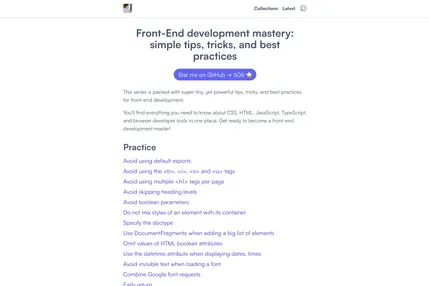 Collections
Latest
Front-End development mastery:
simple tips, tricks, and best
practices
Star me on GitHub → 606 ⭐
This series is packed with super tiny, yet powerful tips, tricks, and best practices
for front-end development.
You'll find everything you need to know about CSS, HTML, JavaScript, TypeScript,
and browser developer tools in one place. Get ready to become a front-end
development master!
Practice
Avoid using default exports
Avoid using the <b>, <i>, <s> and <u> tags
Avoid using multiple <h1> tags per page
Avoid skipping heading levels
Avoid boolean parameters
Do not mix styles of an element with its container
Specify the doctype
Use DocumentFragments when adding a big list of elements
Omit values of HTML boolean attributes
Use the datetime attribute when displaying dates, times
Avoid invisible text when loading a font
Combine Google font requests
Early return